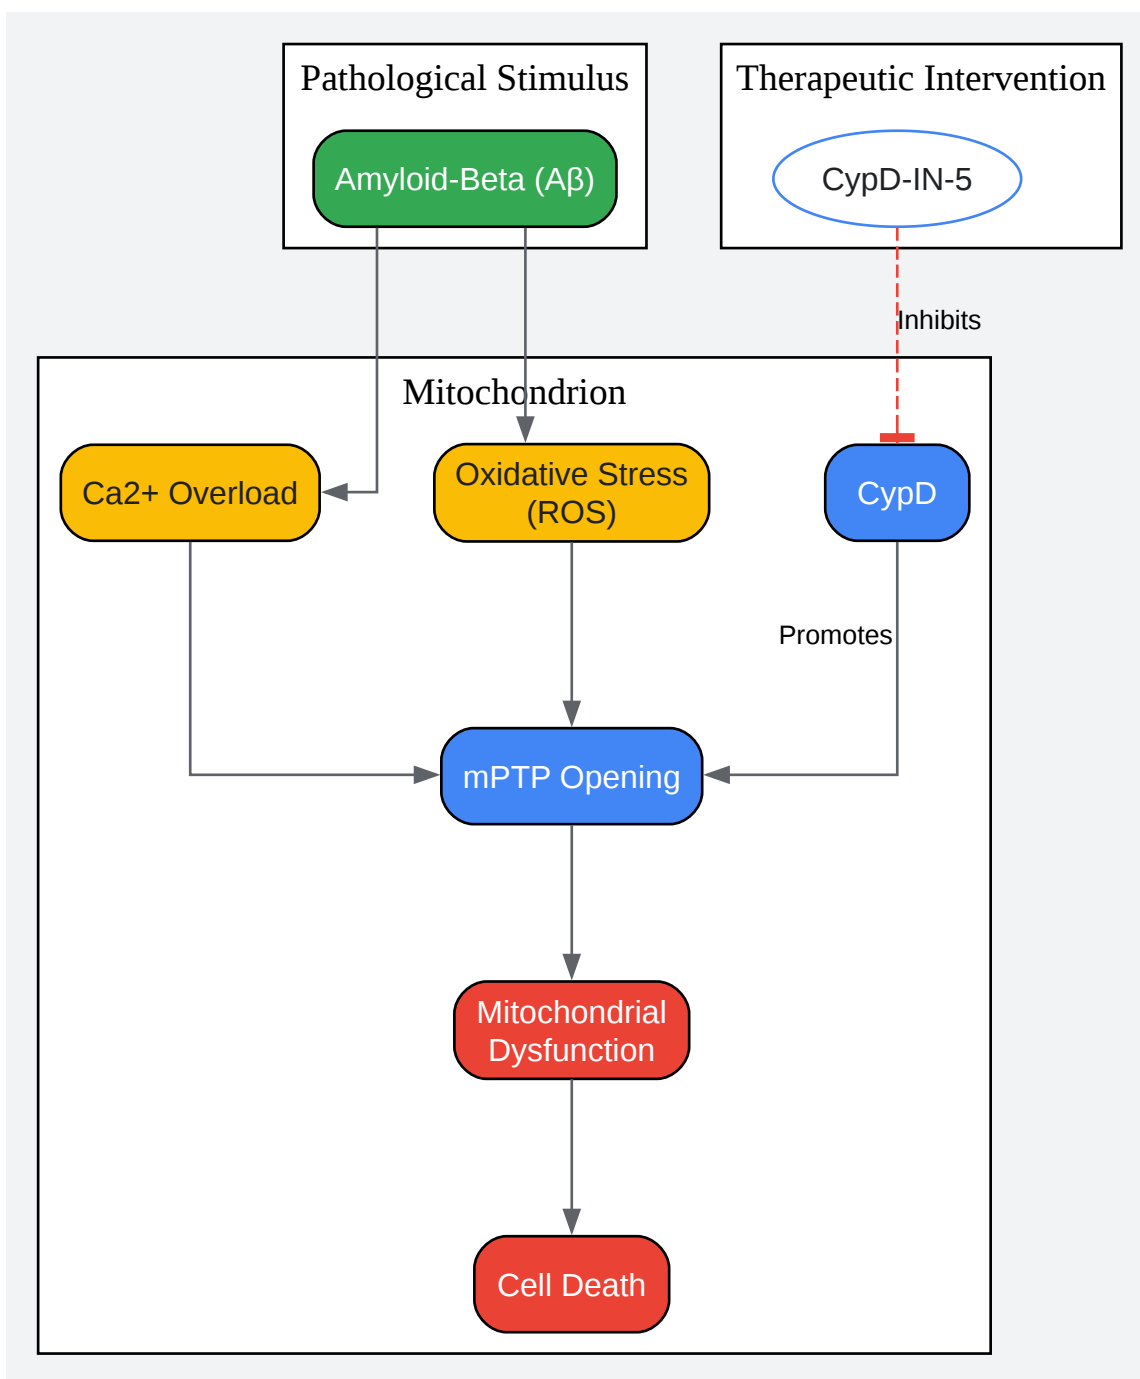 Pathological Stimulus
Therapeutic Intervention
Amyloid-Beta (Aβ)
CypD-IN-5
Inhibits
Mitochondrion
Ca2+ Overload
Oxidative Stress
(ROS)
CypD
Promotes
mPTP Opening
Mitochondrial
Dysfunction
Cell Death